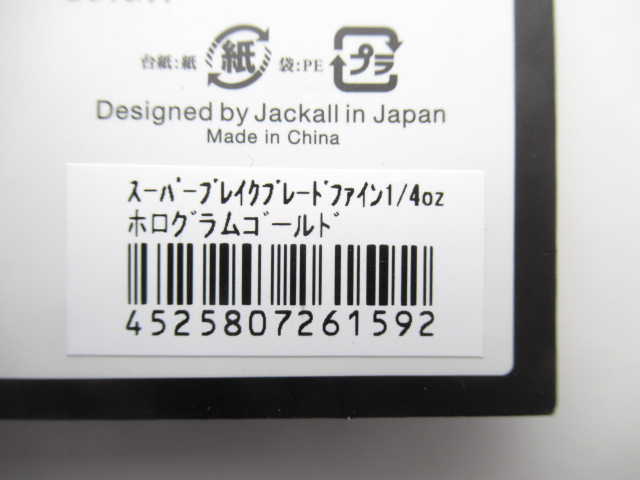 台紙:紙 紙 袋:PE プラ
Designed by Jackall in Japan
Made in China
スーパーブレイクブレードファイン1/4oz
ホログラムゴールド
4525807261592